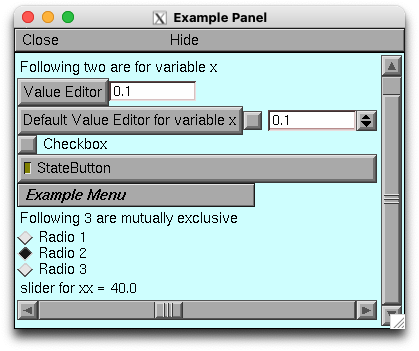 Example Panel
Close Hide
Following two are for variable x
Value Editor 0.1
Default Value Editor for variable x 0.1
Checkbox
StateButton
Example Menu
Following 3 are mutually exclusive
Radio 1
Radio 2
Radio 3
slider for xx = 40.0